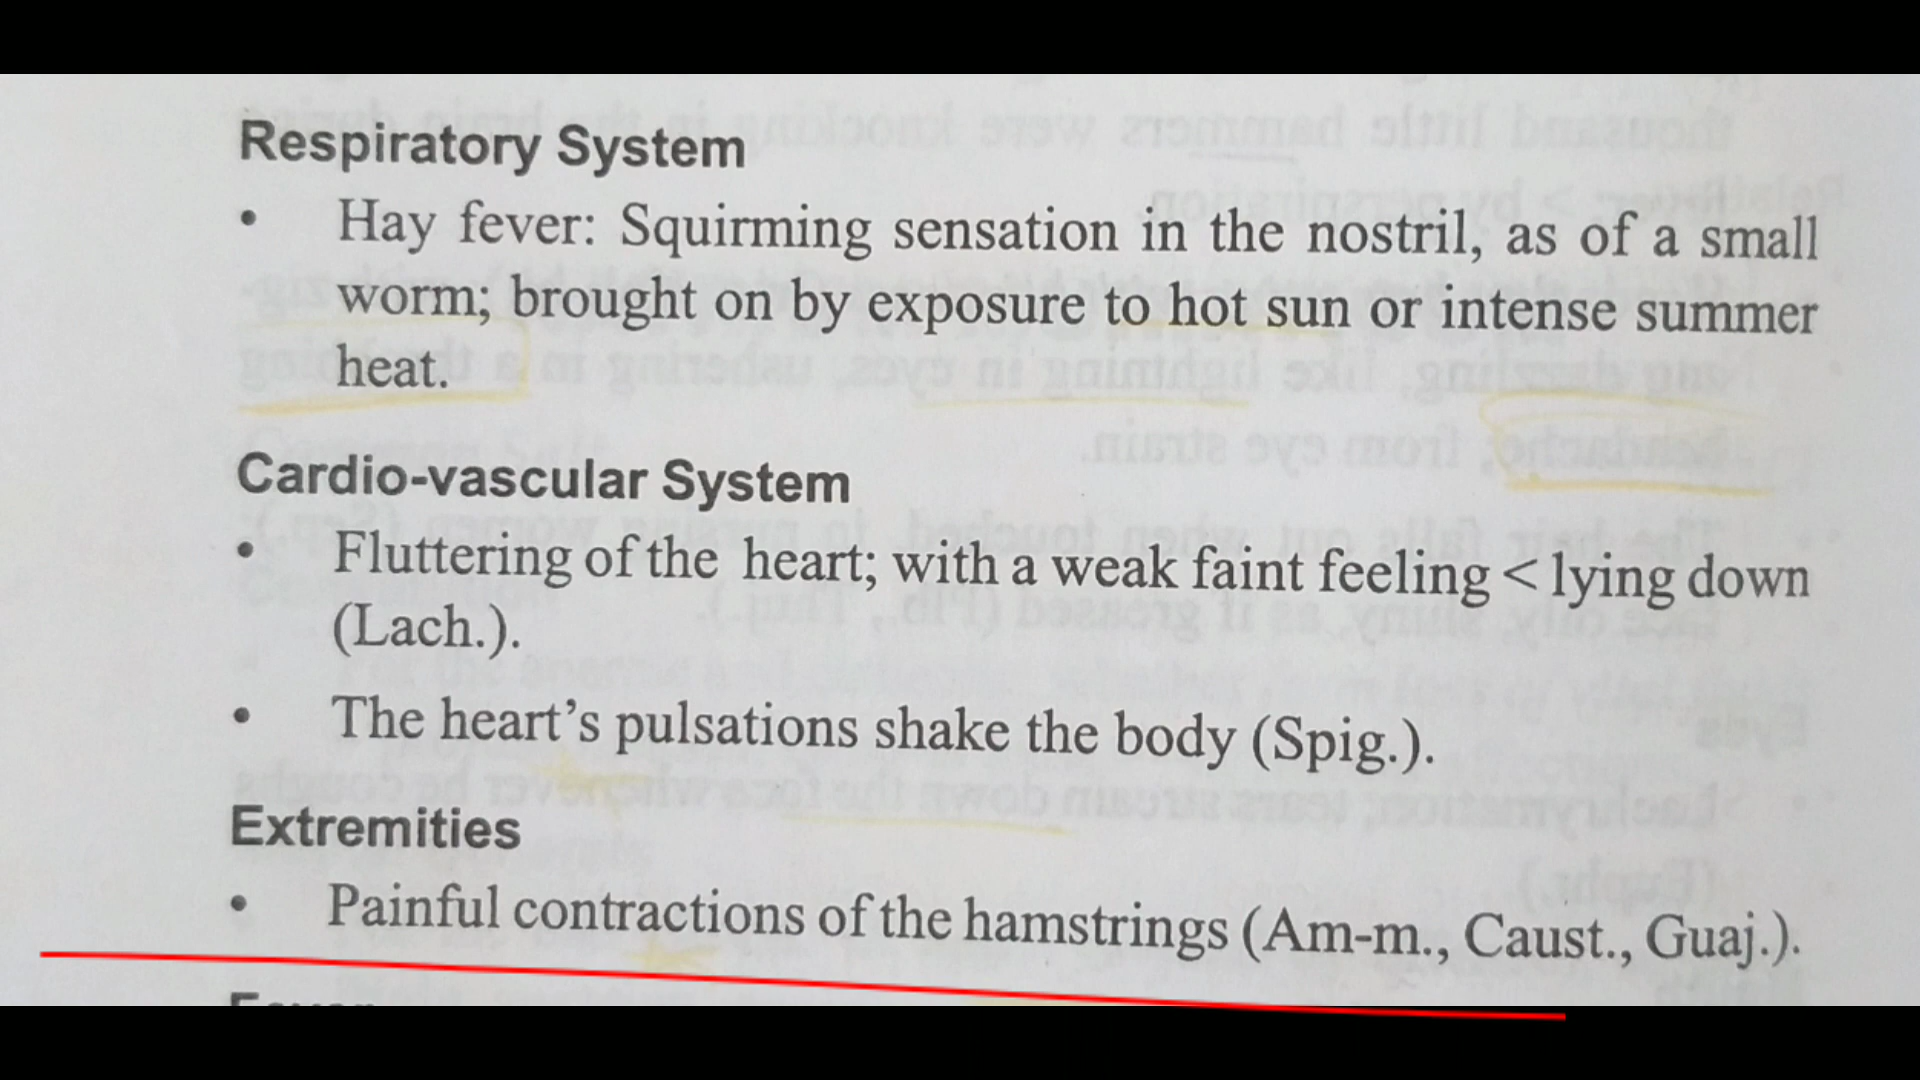 Respiratory System
• Hay fever: Squirming sensation in the nostril, as of a small
worm; brought on by exposure to hot sun or intense summer
heat.
Cardio-vascular System
• Fluttering of the heart; with a weak faint feeling < lying down
(Lach.).
• The heart's pulsations shake the body (Spig.).
Extremities
• Painful contractions of the hamstrings (Am-m., Caust., Guaj.).